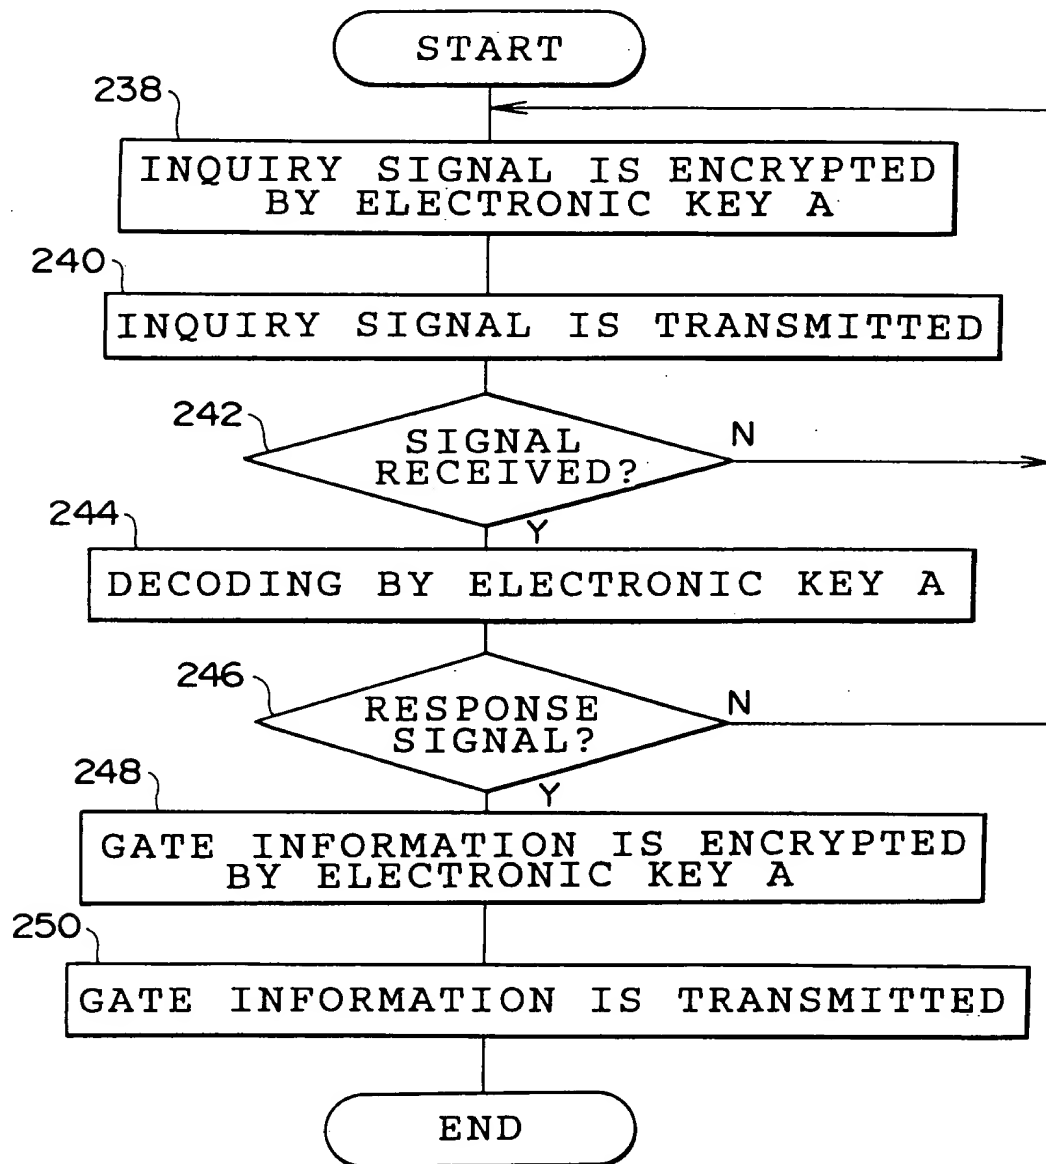 START
238
INQUIRY SIGNAL IS ENCRYPTED
BY ELECTRONIC KEY A
240
INQUIRY SIGNAL IS TRANSMITTED
242
SIGNAL
RECEIVED?
N
Y
244
DECODING BY ELECTRONIC KEY A
246
RESPONSE
SIGNAL?
N
Y
248
GATE INFORMATION IS ENCRYPTED
BY ELECTRONIC KEY A
250
GATE INFORMATION IS TRANSMITTED
END